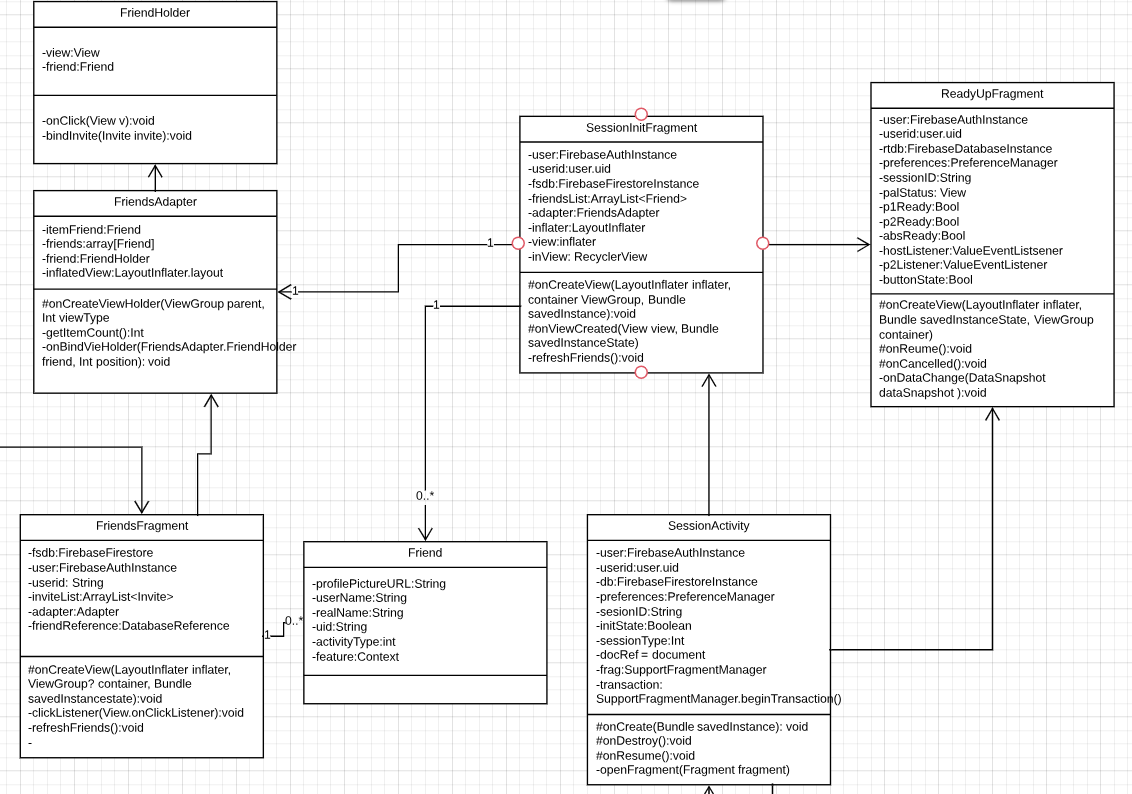 FriendHolder
-view:View
-friend:Friend
-onClick(View v):void
-bindInvite(Invite invite):void
FriendsAdapter
-itemFriend:Friend
-friends:array[Friend]
-friend:FriendHolder
-inflatedView:LayoutInflater.layout
#onCreateViewHolder(ViewGroup parent,
Int viewType
-getItemCount():Int
-onBindVieHolder(FriendsAdapter.FriendHolder
friend, Int position): void
1
1
SessionInitFragment
-user:FirebaseAuthInstance
-userid:user.uid
-fsdb:FirebaseFirestoreInstance
-friendsList:ArrayList<Friend>
-adapter:FriendsAdapter
-inflater:LayoutInflater
-view:inflater
-inView: RecyclerView
#onCreateView(LayoutInflater inflater,
container ViewGroup, Bundle
savedInstance):void
#onViewCreated(View view, Bundle
savedInstanceState)
-refreshFriends():void
1
0..*
ReadyUpFragment
-user:FirebaseAuthInstance
-userid:user.uid
-rtdb:FirebaseDatabaseInstance
-preferences:PreferenceManager
-sessionID:String
-palStatus: View
-p1Ready:Bool
-p2Ready:Bool
-absReady:Bool
-hostListener:ValueEventListsener
-p2Listener:ValueEventListener
-buttonState:Bool
#onCreateView(LayoutInflater inflater,
Bundle savedInstanceState, ViewGroup
container)
#onReume():void
#onCancelled():void
-onDataChange(DataSnapshot
dataSnapshot ):void
FriendsFragment
-fsdb:FirebaseFirestore
-user:FirebaseAuthInstance
-userid: String
-inviteList:ArrayList<Invite>
-adapter:Adapter
-friendReference:DatabaseReference
#onCreateView(LayoutInflater inflater,
ViewGroup? container, Bundle
savedInstancestate):void
-clickListener(View.onClickListener):void
-refreshFriends():void
-
1
0..*
Friend
-profilePictureURL:String
-userName:String
-realName:String
-uid:String
-activityType:int
-feature:Context
SessionActivity
-user:FirebaseAuthInstance
-userid:user.uid
-db:FirebaseFirestoreInstance
-preferences:PreferenceManager
-sesionID:String
-initState:Boolean
-sessionType:Int
-docRef = document
-frag:SupportFragmentManager
-transaction:
SupportFragmentManager.beginTransaction()
#onCreate(Bundle savedInstance): void
#onDestroy():void
#onResume():void
-openFragment(Fragment fragment)